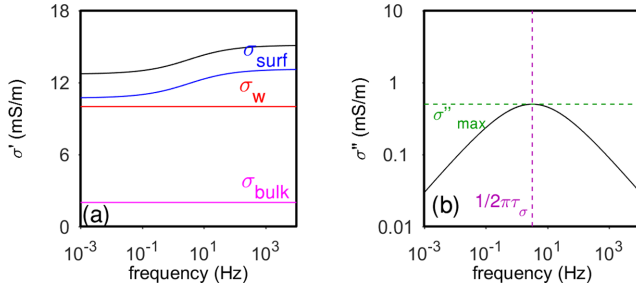 18
12
6
0
σ' (mS/m)
σ_surf
σ_w
σ_bulk
(a)
10^-3
10^-1
10^1
10^3
frequency (Hz)
10
1
0.1
0.01
σ'' (mS/m)
σ''_max
1/2πτ_σ
(b)
10^-3
10^-1
10^1
10^3
frequency (Hz)